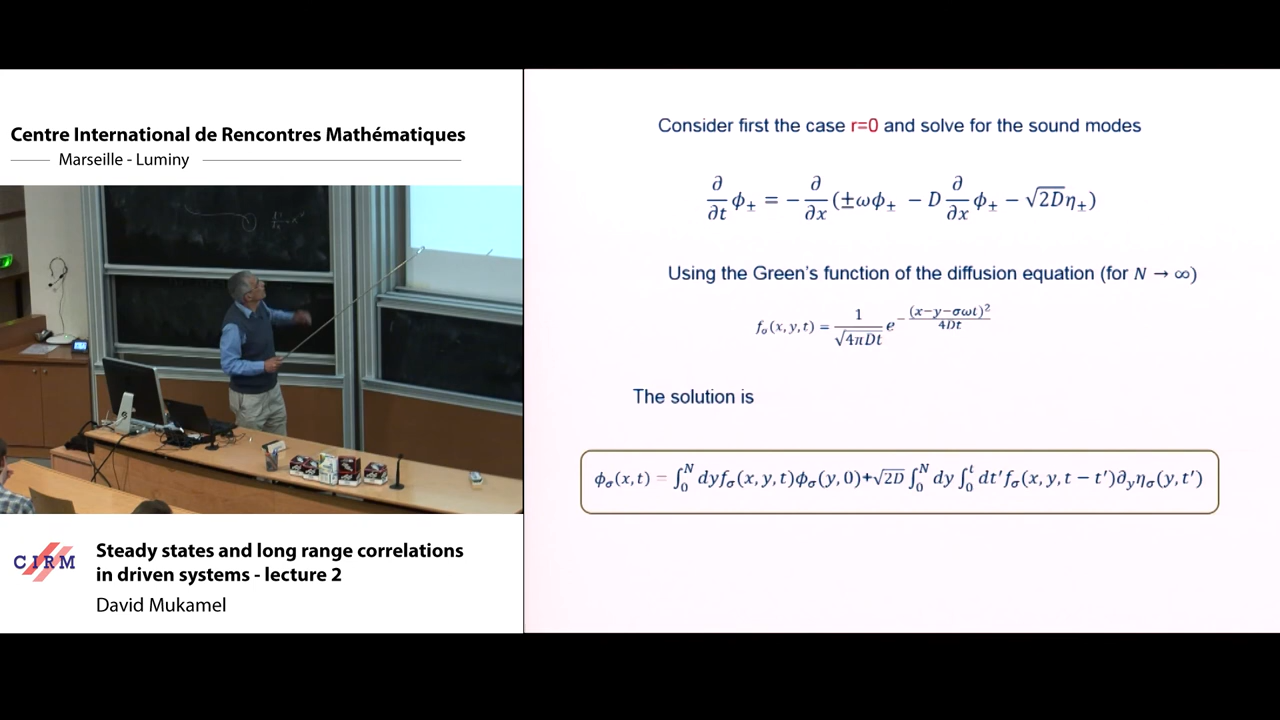 Centre International de Rencontres Mathématiques
Marseille - Luminy
Consider first the case r=0 and solve for the sound modes
∂/∂t ϕ± = − ∂/∂x (±ωϕ± − D ∂/∂x ϕ± − √2D η±)
Using the Green's function of the diffusion equation (for N → ∞)
fσ(x, y, t) = 1/√4πDt e^−(x−y−σωt)²/4Dt
The solution is
ϕσ(x, t) = ∫₀ᴺ dy fσ(x, y, t)ϕσ(y, 0)+√2D ∫₀ᴺ dy ∫₀ᵗ dt′fσ(x, y, t − t′)∂yησ(y, t′)
CIRM
Steady states and long range correlations
in driven systems - lecture 2
David Mukamel